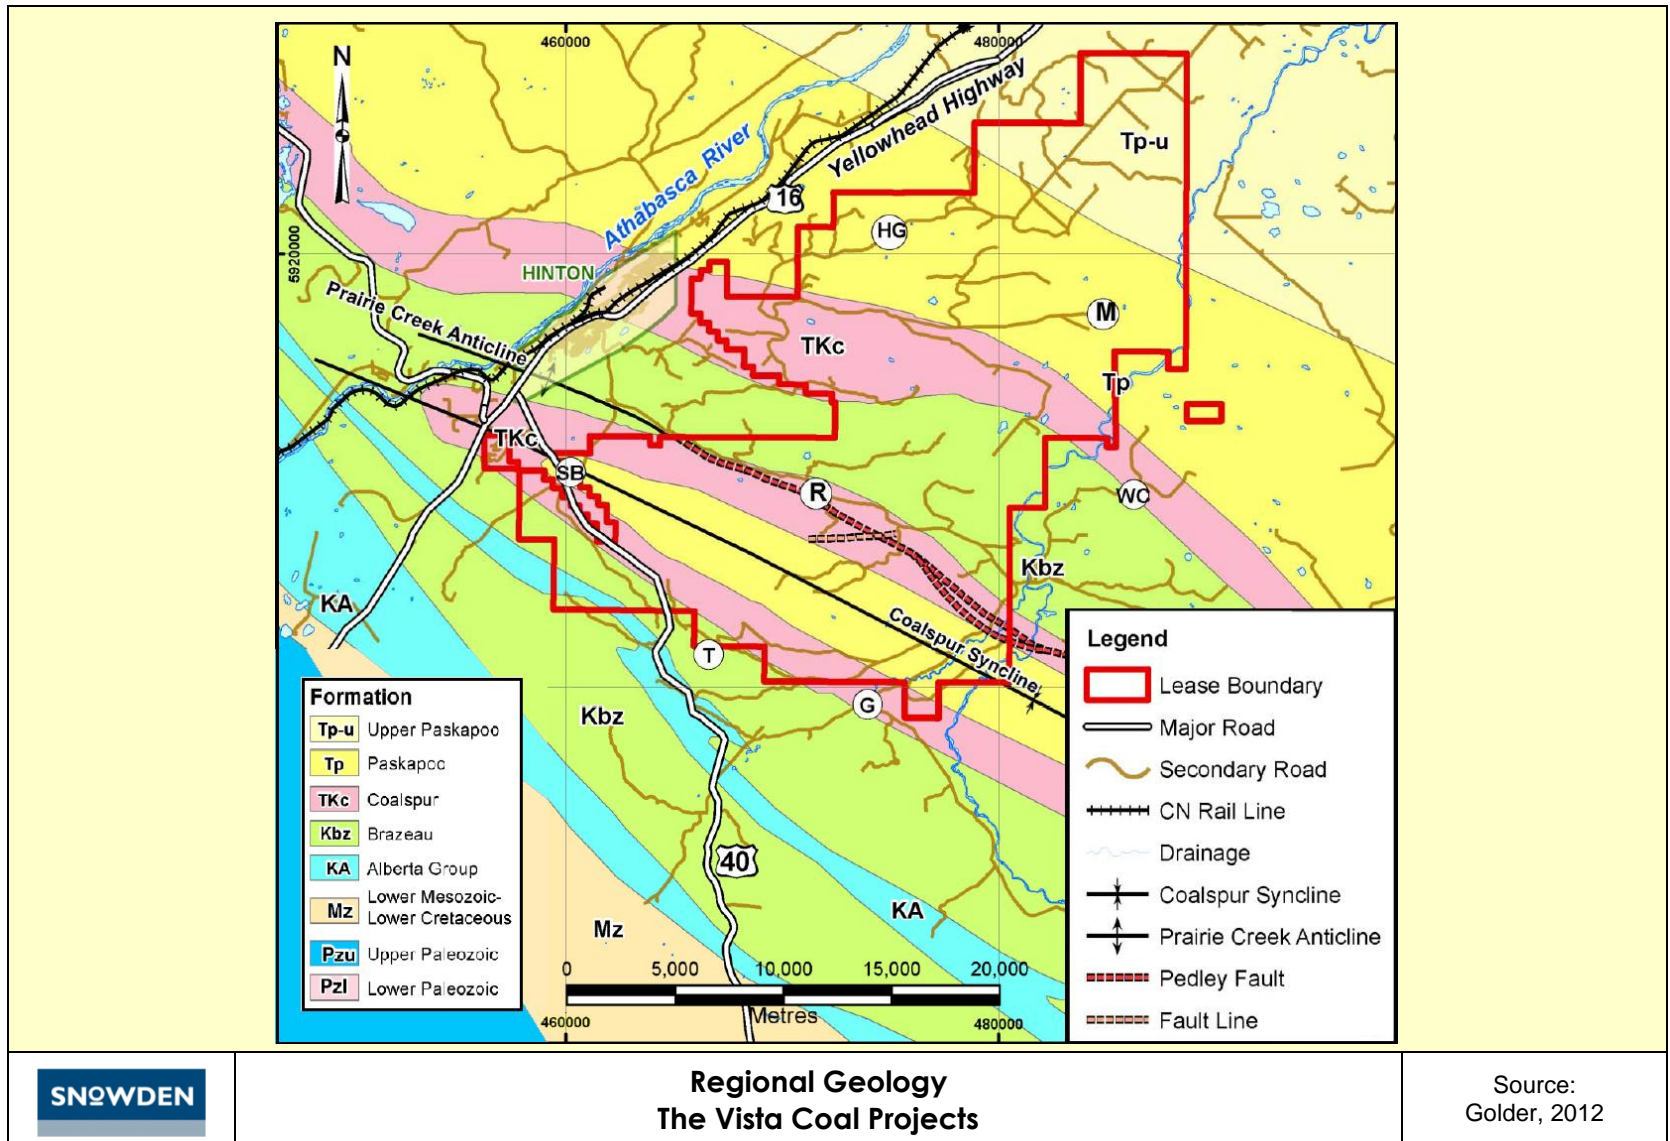 460000
480000
N
Yellowhead Highway
Tp-u
Athabasca River
16
HG
5920000
HINTON
Prairie Creek Anticline
M
TKc
Tp
TKc
SB
R
WC
Kbz
KA
Coalspur Syncline
T
G
Kbz
40
KA
Mz
Formation
Tp-u Upper Paskapoo
Tp Paskapoo
TKc Coalspur
Kbz Brazeau
KA Alberta Group
Mz Lower Mesozoic-
Lower Cretaceous
Pzu Upper Paleozoic
Pzl Lower Paleozoic
0 5,000 10,000 15,000 20,000
Metres
460000
480000
Legend
Lease Boundary
Major Road
Secondary Road
CN Rail Line
Drainage
Coalspur Syncline
Prairie Creek Anticline
Pedley Fault
Fault Line
SNOWDEN
Regional Geology
The Vista Coal Projects
Source:
Golder, 2012